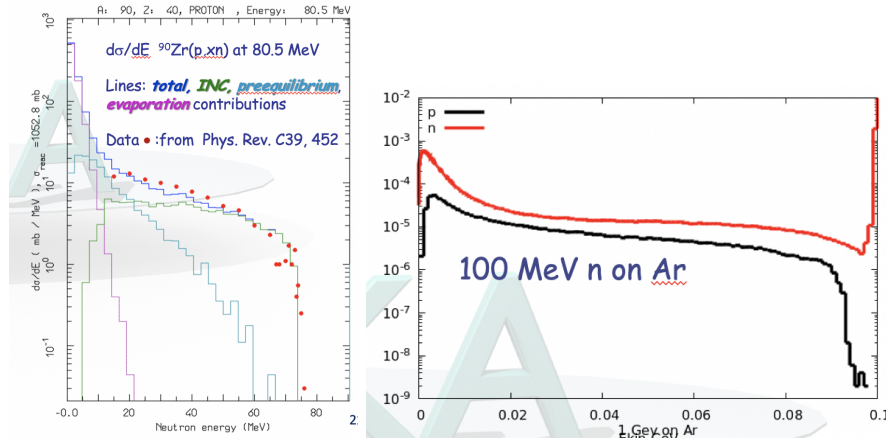 A: 90, Z: 40, PROTON , Energy: 80.5 MeV
dσ/dE ⁹⁰Zr(p,xn) at 80.5 MeV
Lines: total, INC, preequilibrium,
evaporation contributions
Data • :from Phys. Rev. C39, 452
dσ/dE ( mb / MeV ), σ reac =1052.8 mb
10³
10²
10¹
10⁰
10⁻¹
-0.0 20 40 60 80
Neutron energy (MeV)
2
10⁻²
10⁻³
10⁻⁴
10⁻⁵
10⁻⁶
10⁻⁷
10⁻⁸
10⁻⁹
p
n
100 MeV n on Ar
0 0.02 0.04 0.06 0.08 0.1
1 Gev on Ar